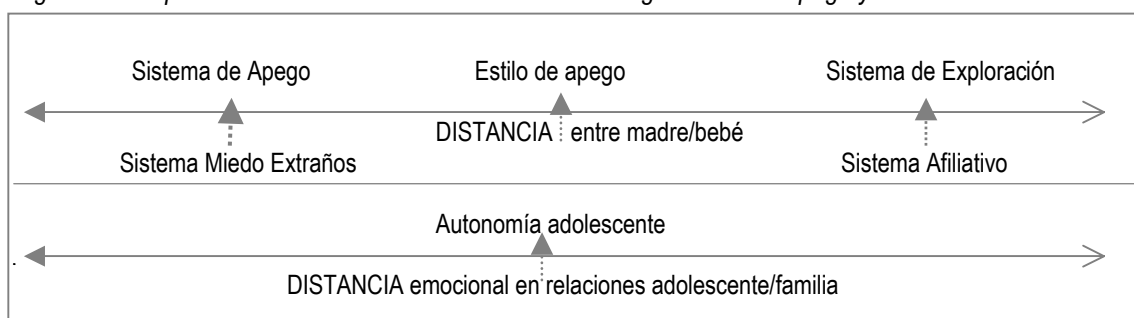 Sistema de Apego Estilo de apego Sistema de Exploración
DISTANCIA entre madre/bebé
Sistema Miedo Extraños Sistema Afiliativo
Autonomía adolescente
.
DISTANCIA emocional en relaciones adolescente/familia